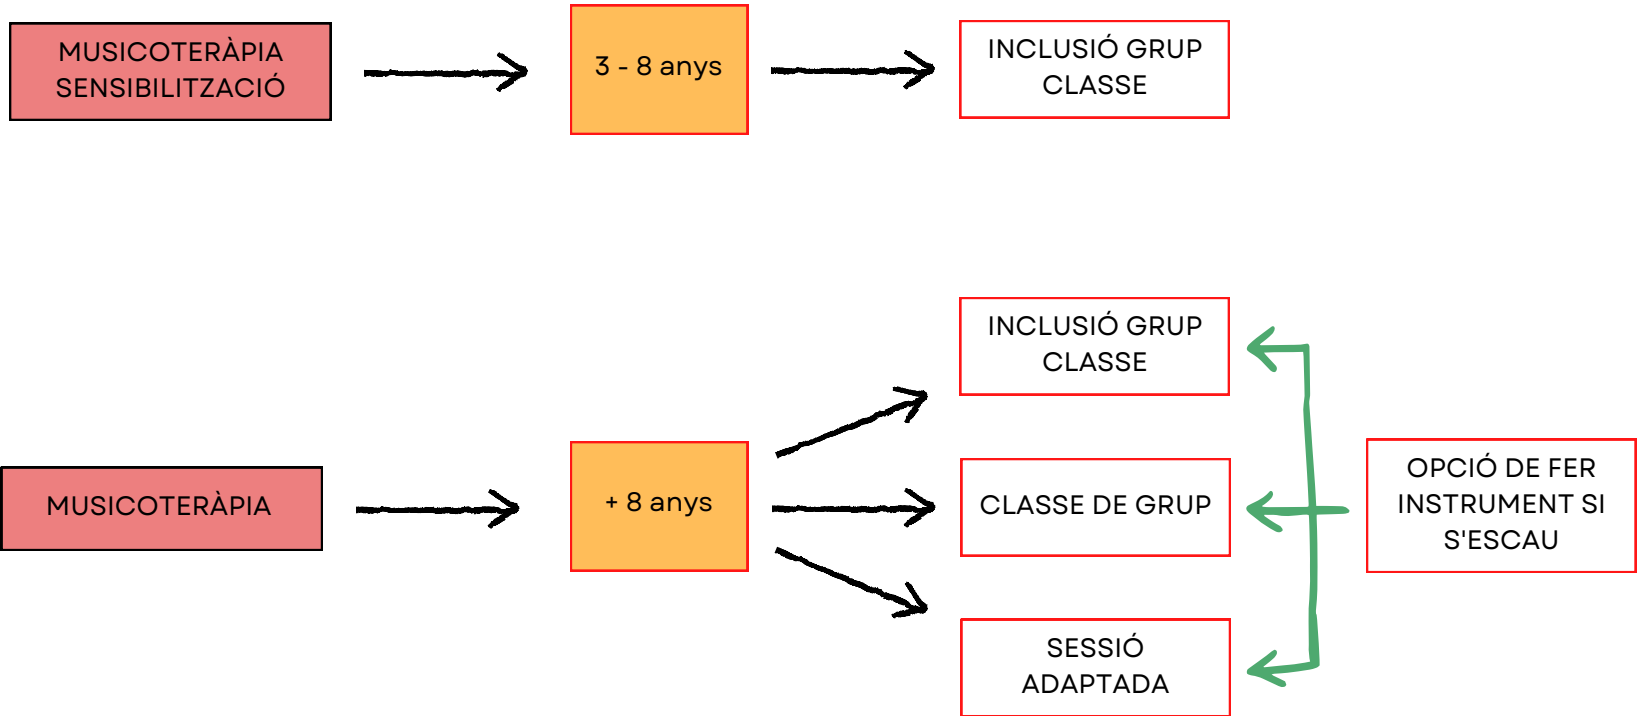 MUSICOTERÀPIA
SENSIBILITZACIÓ
3 - 8 anys
INCLUSIÓ GRUP
CLASSE
MUSICOTERÀPIA
+ 8 anys
INCLUSIÓ GRUP
CLASSE
CLASSE DE GRUP
SESSIÓ
ADAPTADA
OPCIÓ DE FER
INSTRUMENT SI
S'ESCAU